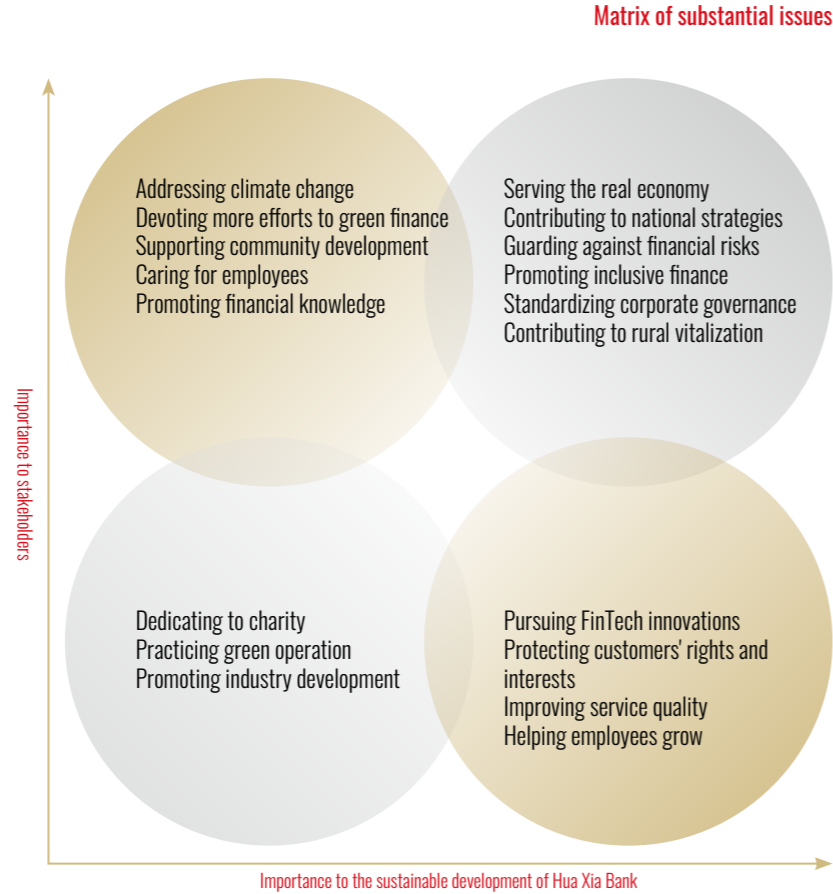 Matrix of substantial issues
Addressing climate change
Devoting more efforts to green finance
Supporting community development
Caring for employees
Promoting financial knowledge
Serving the real economy
Contributing to national strategies
Guarding against financial risks
Promoting inclusive finance
Standardizing corporate governance
Contributing to rural vitalization
Importance to stakeholders
Dedicating to charity
Practicing green operation
Promoting industry development
Pursuing FinTech innovations
Protecting customers' rights and
interests
Improving service quality
Helping employees grow
Importance to the sustainable development of Hua Xia Bank